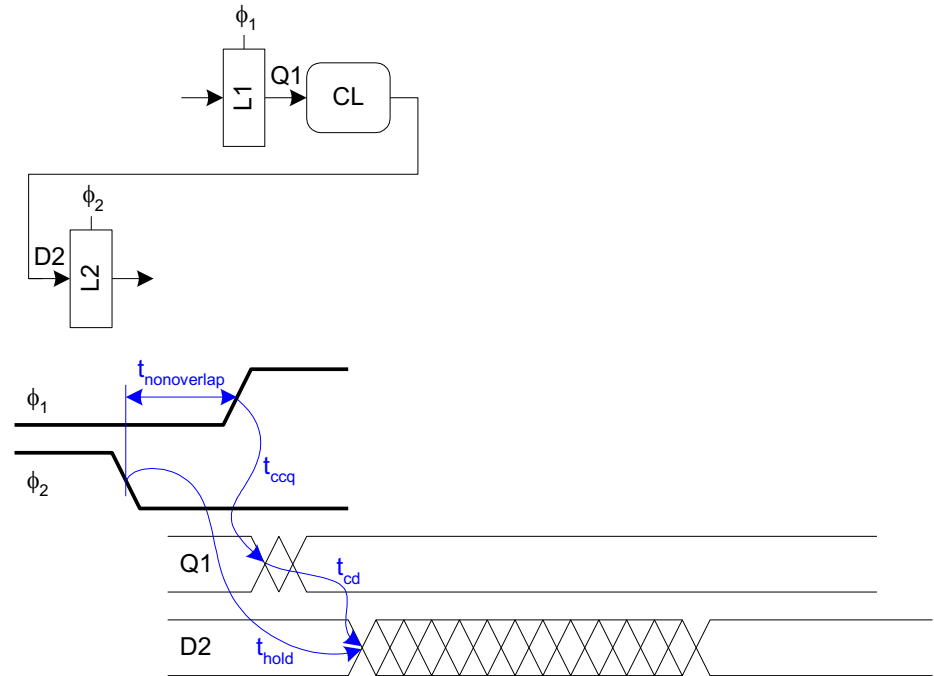 ϕ1
L1
Q1
CL
ϕ2
D2
L2
tnonoverlap
ϕ1
ϕ2
tccq
Q1
tcd
D2
thold